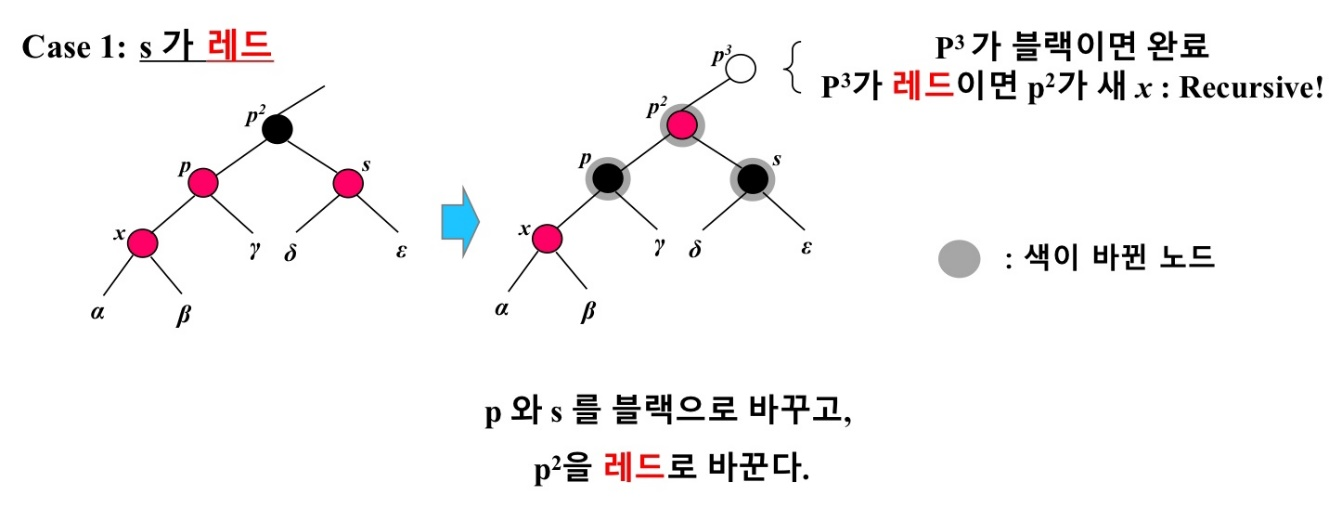 Case 1: s 가 레드
P³ 가 블랙이면 완료
P³가 레드이면 p²가 새 x : Recursive!
p³
p²
p²
p
s
p
s
x
γ
δ
ε
x
γ
δ
ε
: 색이 바뀐 노드
α
β
α
β
p 와 s 를 블랙으로 바꾸고,
p²을 레드로 바꾼다.